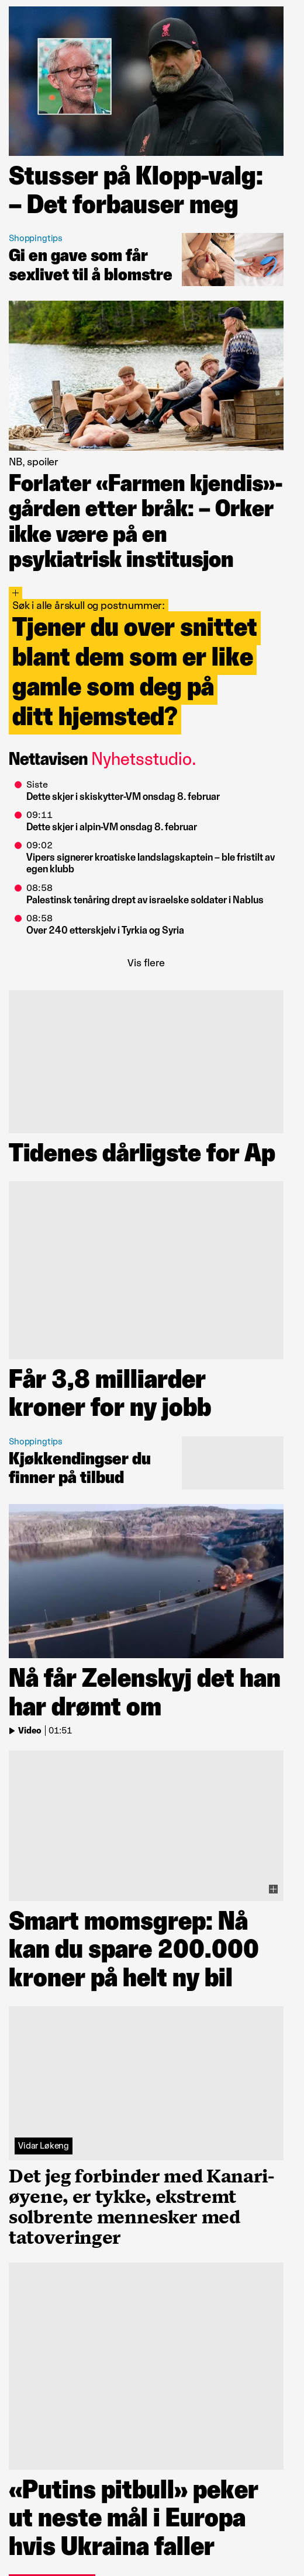 Stusser på Klopp-valg:
– Det forbauser meg
Shoppingtips
Gi en gave som får
sexlivet til å blomstre
NB, spoiler
Forlater «Farmen kjendis»-
gården etter bråk: – Orker
ikke være på en
psykiatrisk institusjon
+
Søk i alle årskull og postnummer:
Tjener du over snittet
blant dem som er like
gamle som deg på
ditt hjemsted?
Nettavisen Nyhetsstudio.
Siste
Dette skjer i skiskytter-VM onsdag 8. februar
09:11
Dette skjer i alpin-VM onsdag 8. februar
09:02
Vipers signerer kroatiske landslagskaptein – ble fristilt av
egen klubb
08:58
Palestinsk tenåring drept av israelske soldater i Nablus
08:58
Over 240 etterskjelv i Tyrkia og Syria
Vis flere
Tidenes dårligste for Ap
Får 3,8 milliarder
kroner for ny jobb
Shoppingtips
Kjøkkendingser du
finner på tilbud
Nå får Zelenskyj det han
har drømt om
Video | 01:51
Smart momsgrep: Nå
kan du spare 200.000
kroner på helt ny bil
Vidar Løkeng
Det jeg forbinder med Kanari-
øyene, er tykke, ekstremt
solbrente mennesker med
tatoveringer
«Putins pitbull» peker
ut neste mål i Europa
hvis Ukraina faller